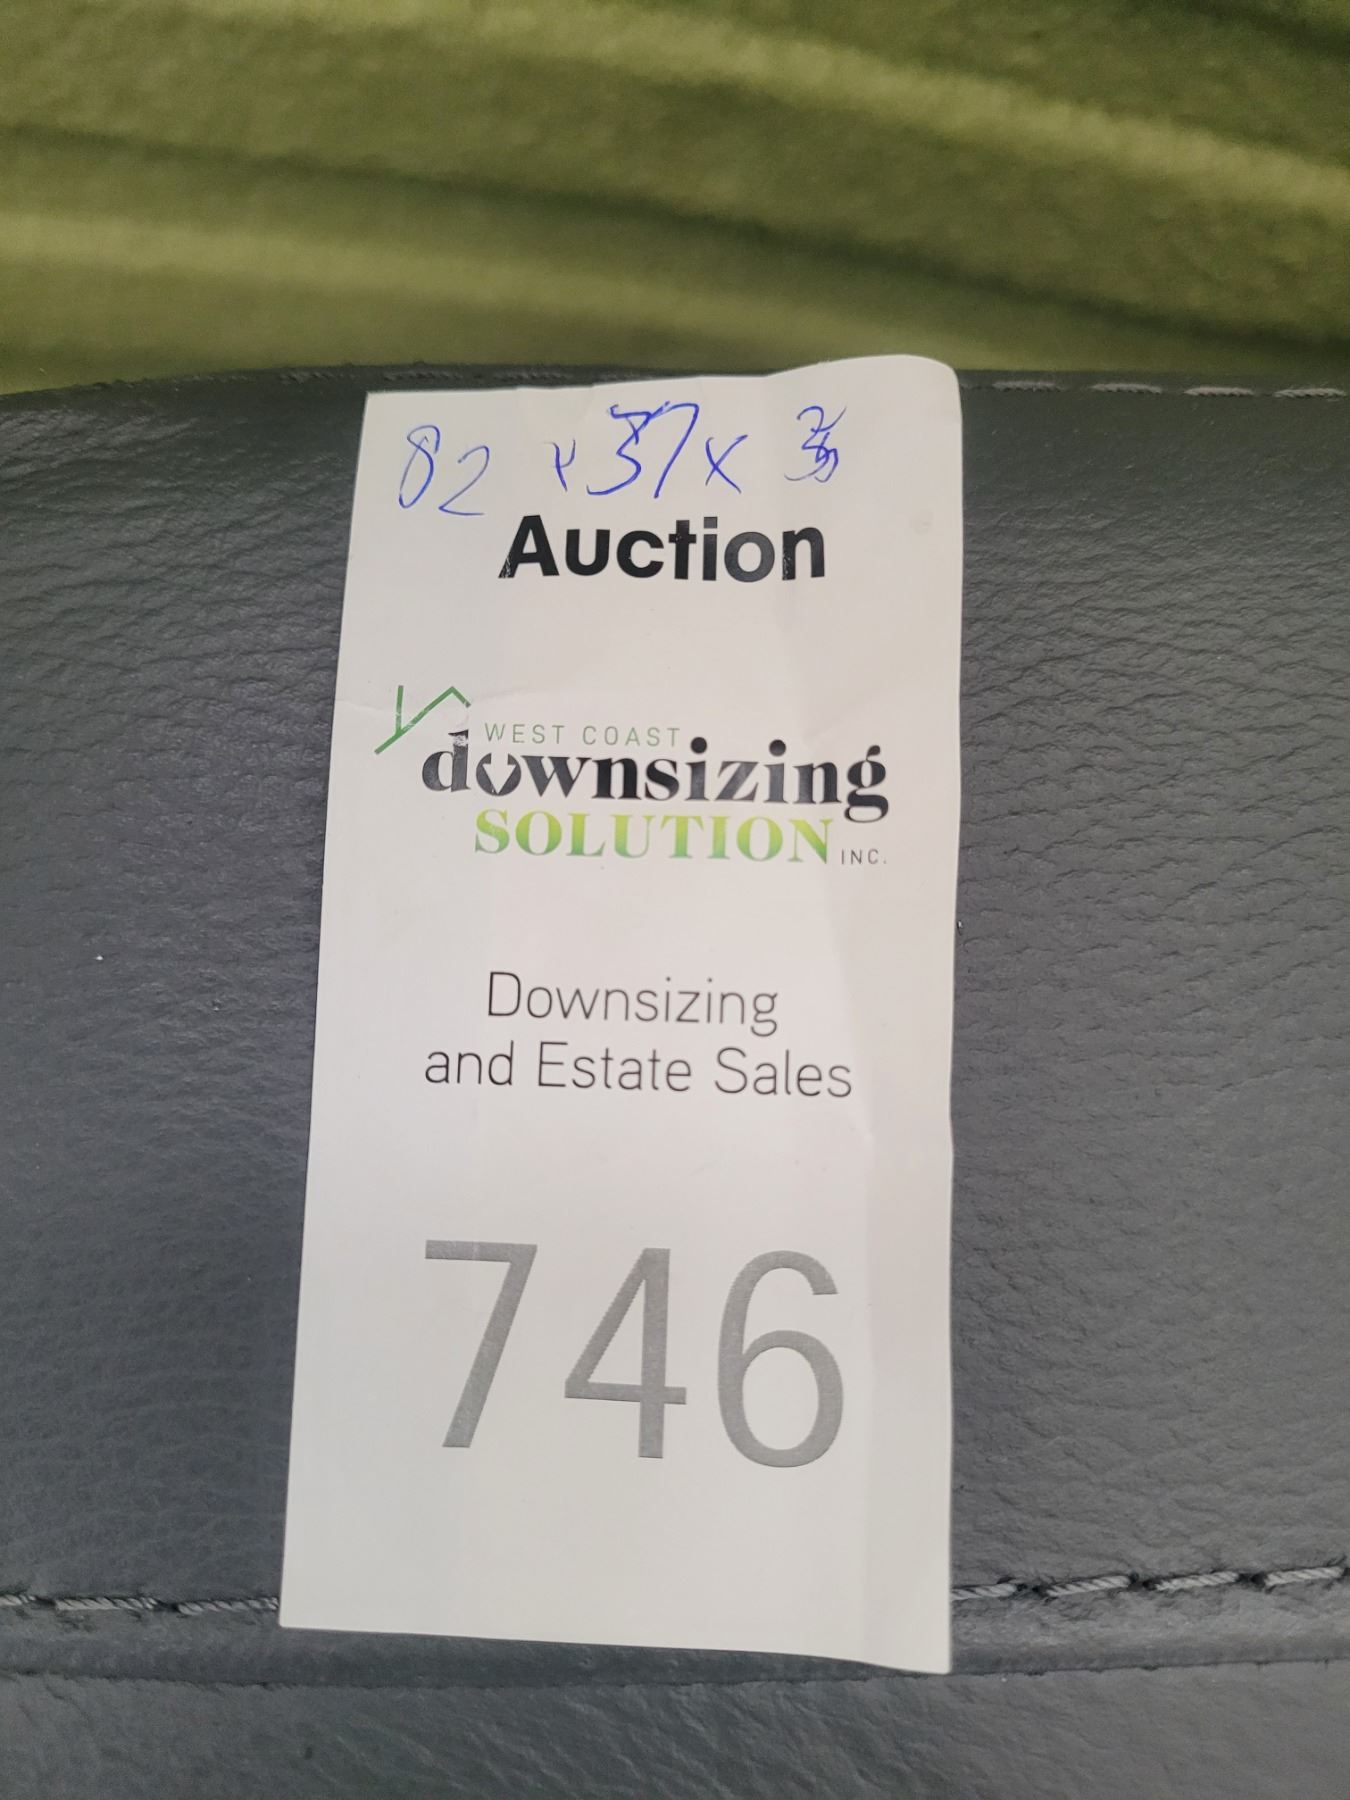 82 x 37 x
Auction
WEST COAST
downsizing
SOLUTION INC.
Downsizing
and Estate Sales
746